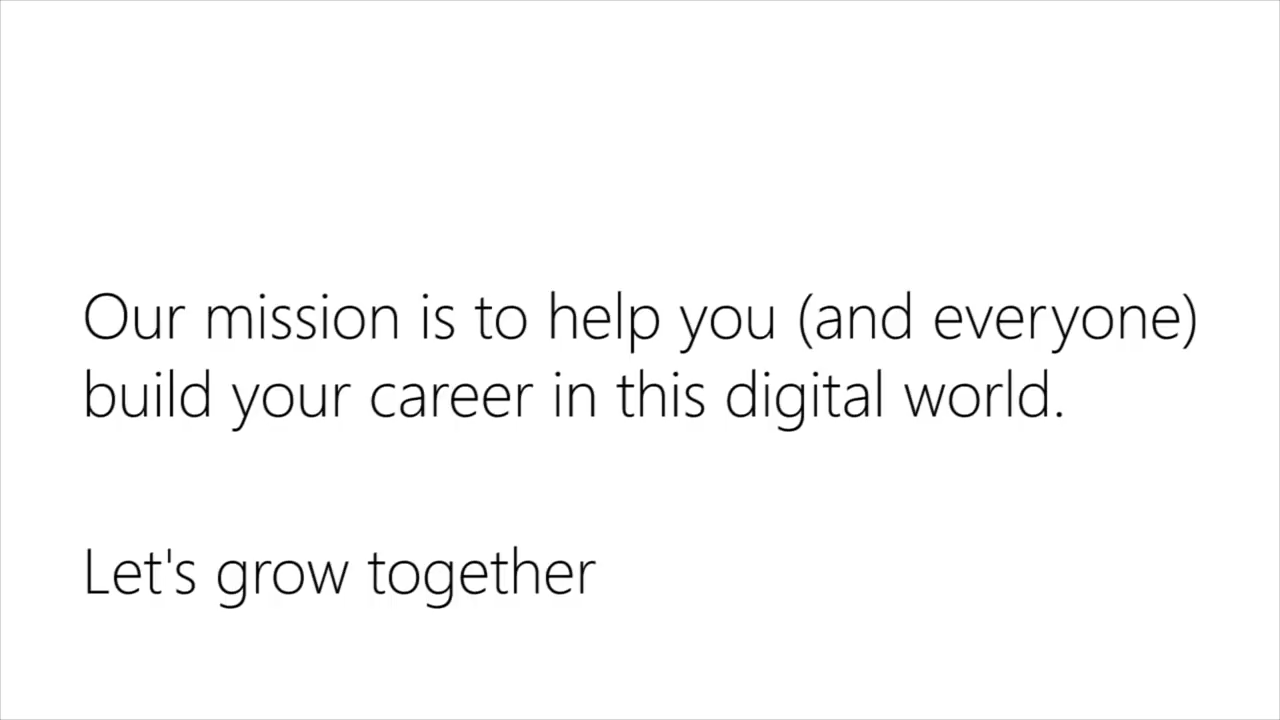 Our mission is to help you (and everyone)
build your career in this digital world.
Let's grow together